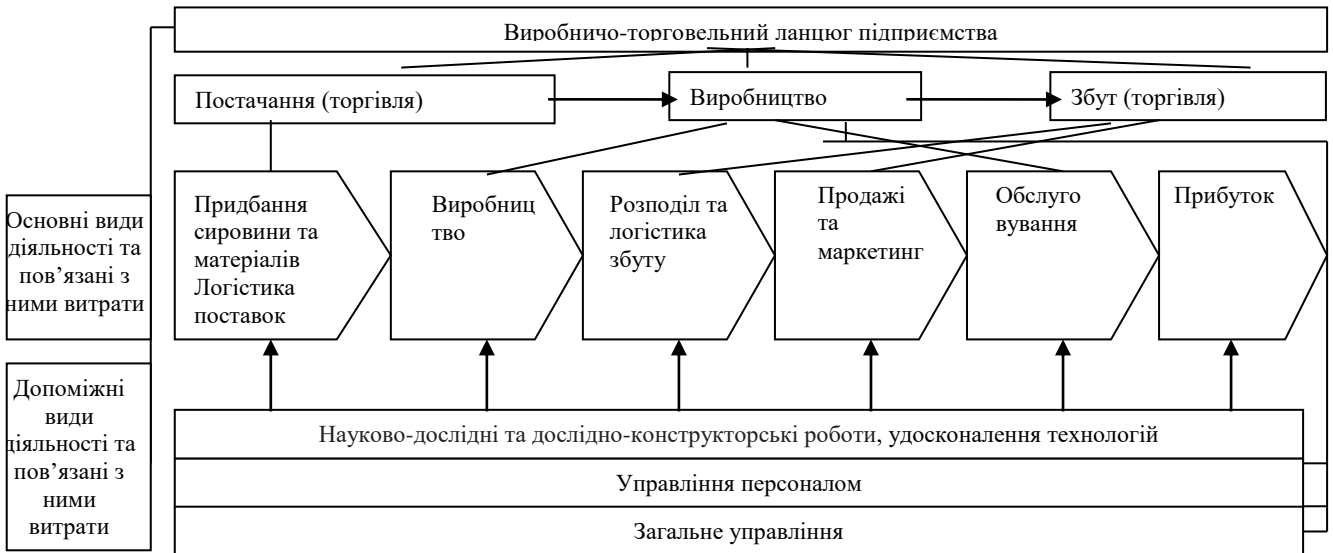 Виробничо-торговельний ланцюг підприємства
Постачання (торгівля)
Виробництво
Збут (торгівля)
Основні види
діяльності та
пов’язані з
ними витрати
Придбання
сировини та
матеріалів
Логістика
поставок
Виробниц
тво
Розподіл та
логістика
збуту
Продажі
та
маркетинг
Обслуго
вування
Прибуток
Допоміжні
види
діяльності та
пов’язані з
ними
витрати
Науково-дослідні та дослідно-конструкторські роботи, удосконалення технологій
Управління персоналом
Загальне управління